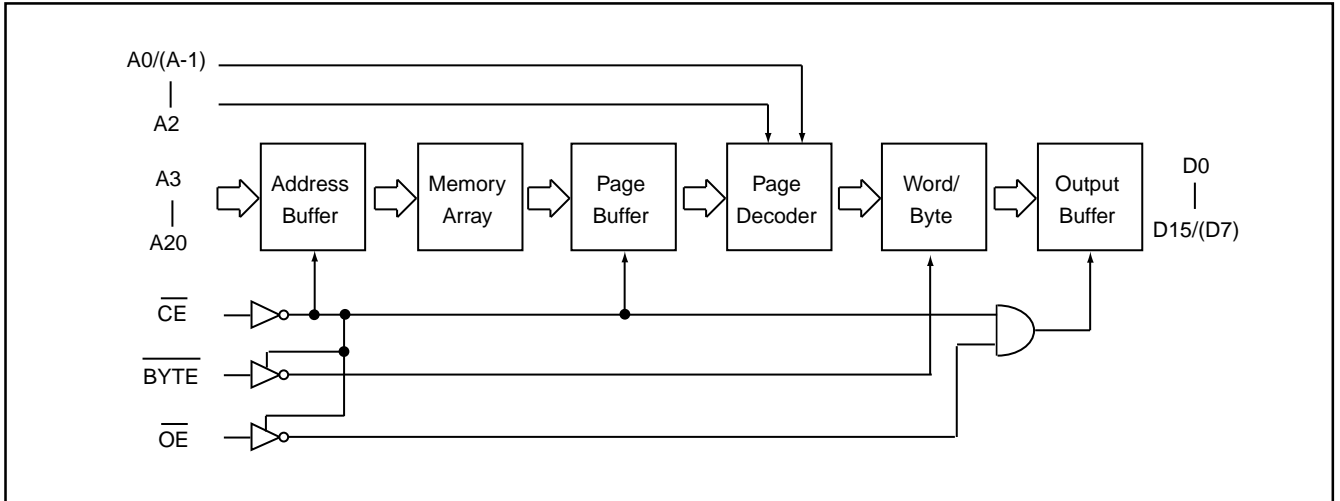 A0/(A-1)
A2
A3
A20
Address
Buffer
Memory
Array
Page
Buffer
Page
Decoder
Word/
Byte
Output
Buffer
D0
D15/(D7)
CE
BYTE
OE